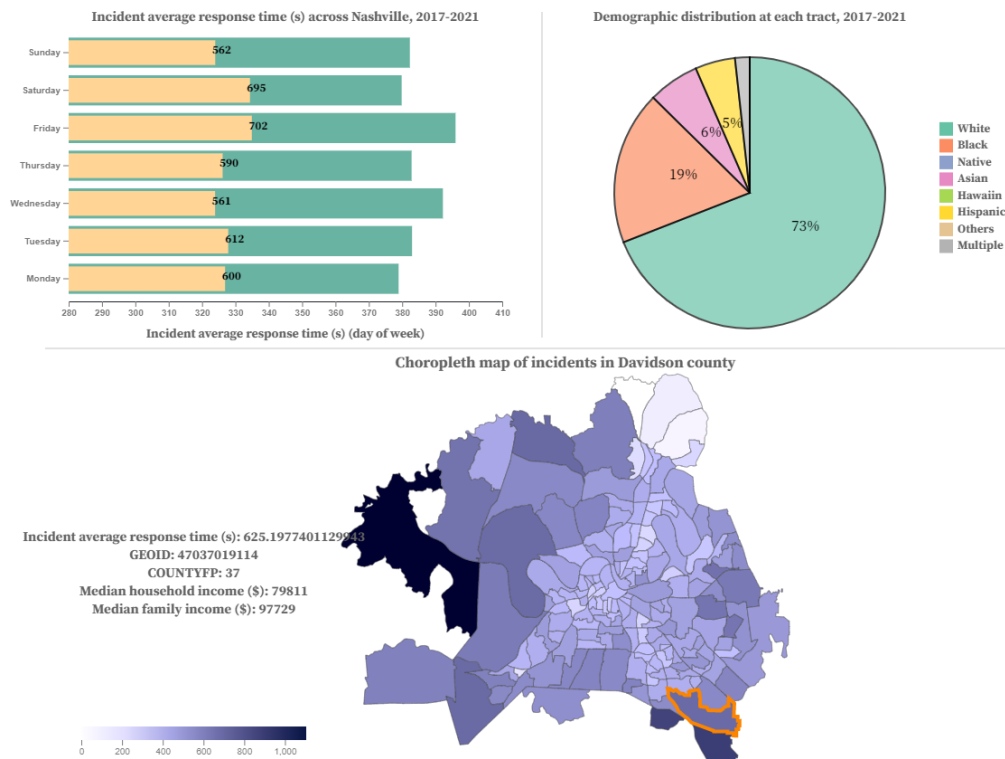 Incident average response time (s) across Nashville, 2017-2021
Sunday
562
Saturday
695
Friday
702
Thursday
590
Wednesday
561
Tuesday
612
Monday
600
280 290 300 310 320 330 340 350 360 370 380 390 400 410
Incident average response time (s) (day of week)
Demographic distribution at each tract, 2017-2021
5%
6%
19%
73%
White
Black
Native
Asian
Hawaiin
Hispanic
Others
Multiple
Choropleth map of incidents in Davidson county
Incident average response time (s): 625.1977401129943
GEOID: 47037019114
COUNTYFP: 37
Median household income ($): 79811
Median family income ($): 97729
0 200 400 600 800 1,000